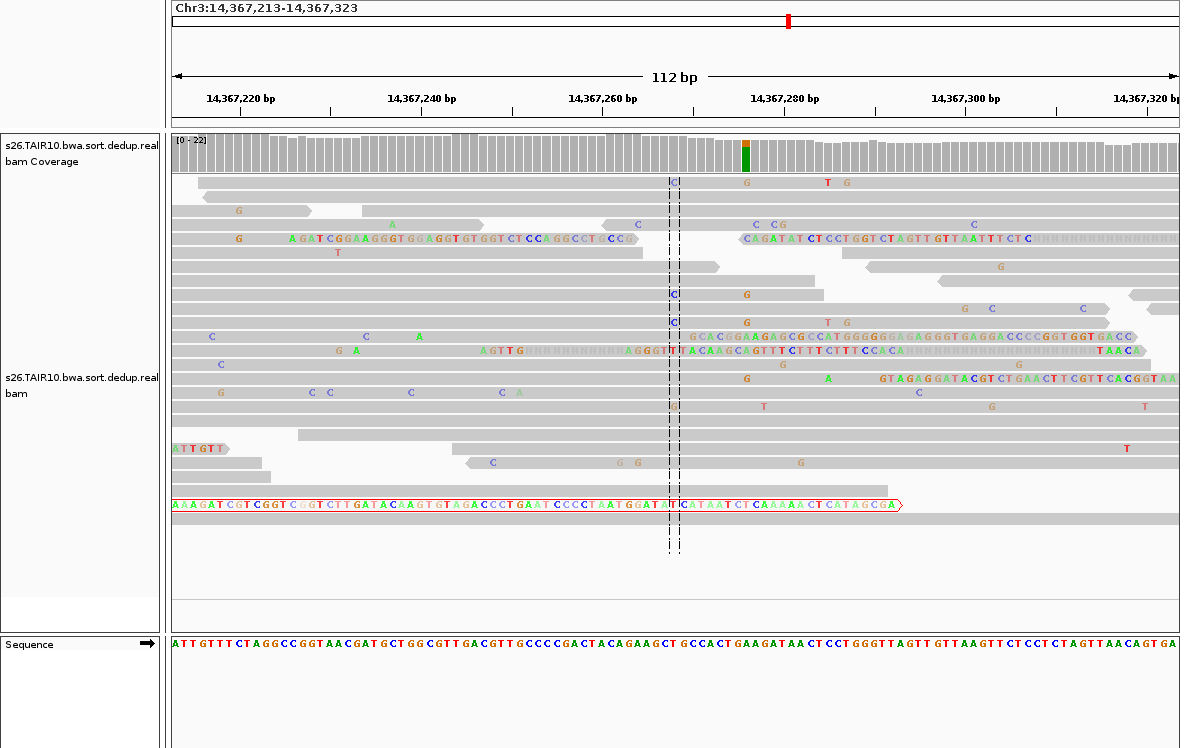 Chr3:14,367,213-14,367,323
112 bp
14,367,220 bp 14,367,240 bp 14,367,260 bp 14,367,280 bp 14,367,300 bp 14,367,320 bp
s26.TAIR10.bwa.sort.dedup.real
bam Coverage
[0 - 22]
C G T G
G
A C C C G C
G AGATCGGAAGGGTGGAGGTGTGGTCTCCAGGCCTGCCG CAGATATCTCCTGGTCTAGTTGTTAATTTCTC
T
G
C G
G C C
C G T G
C C A GCACGGAAGAGCGCCATGGGGGGAGAGGGTGAGGACCCCGGTGGTGACC
G A AGTTG AGGGTTTACAAGCAGTTTCTTTCTTTCCACA TAACA
C G G
s26.TAIR10.bwa.sort.dedup.real
bam
G A GTAGAGGATACGTCTGAACTTCGTTCACGGTAA
G C C C C A C
G T G T
ATTGTT T
C G G G
AAAGATCGTCGGTCGGTCTTGATACAAGTGTAGACCCTGAATCCCCTAATGGATATCATAATCTCAAAAACTCATAGCGA
Sequence
ATTGTTTCTAGGCCGGTAACGATGCTGGCGTTGACGTTGCCCCGACTACAGAAGCTGCCACTGAAGATAACTCCTGGGTTAGTTGTTAAGTTCTCCTCTAGTTAACAGTGA